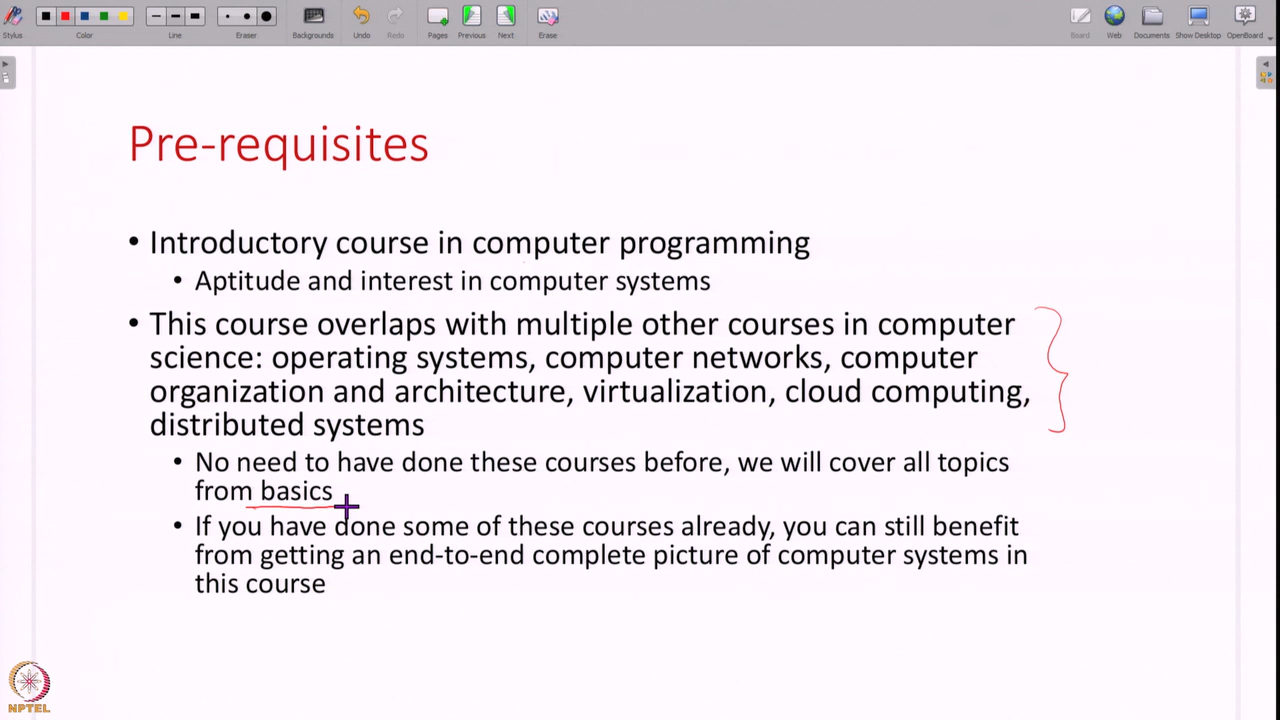 Stylus Color Line Eraser Backgrounds Undo Redo Pages Previous Next Erase Board Web Documents Show Desktop OpenBoard
Pre-requisites
• Introductory course in computer programming
• Aptitude and interest in computer systems
• This course overlaps with multiple other courses in computer
science: operating systems, computer networks, computer
organization and architecture, virtualization, cloud computing,
distributed systems
• No need to have done these courses before, we will cover all topics
from basics
• If you have done some of these courses already, you can still benefit
from getting an end-to-end complete picture of computer systems in
this course
NPTEL